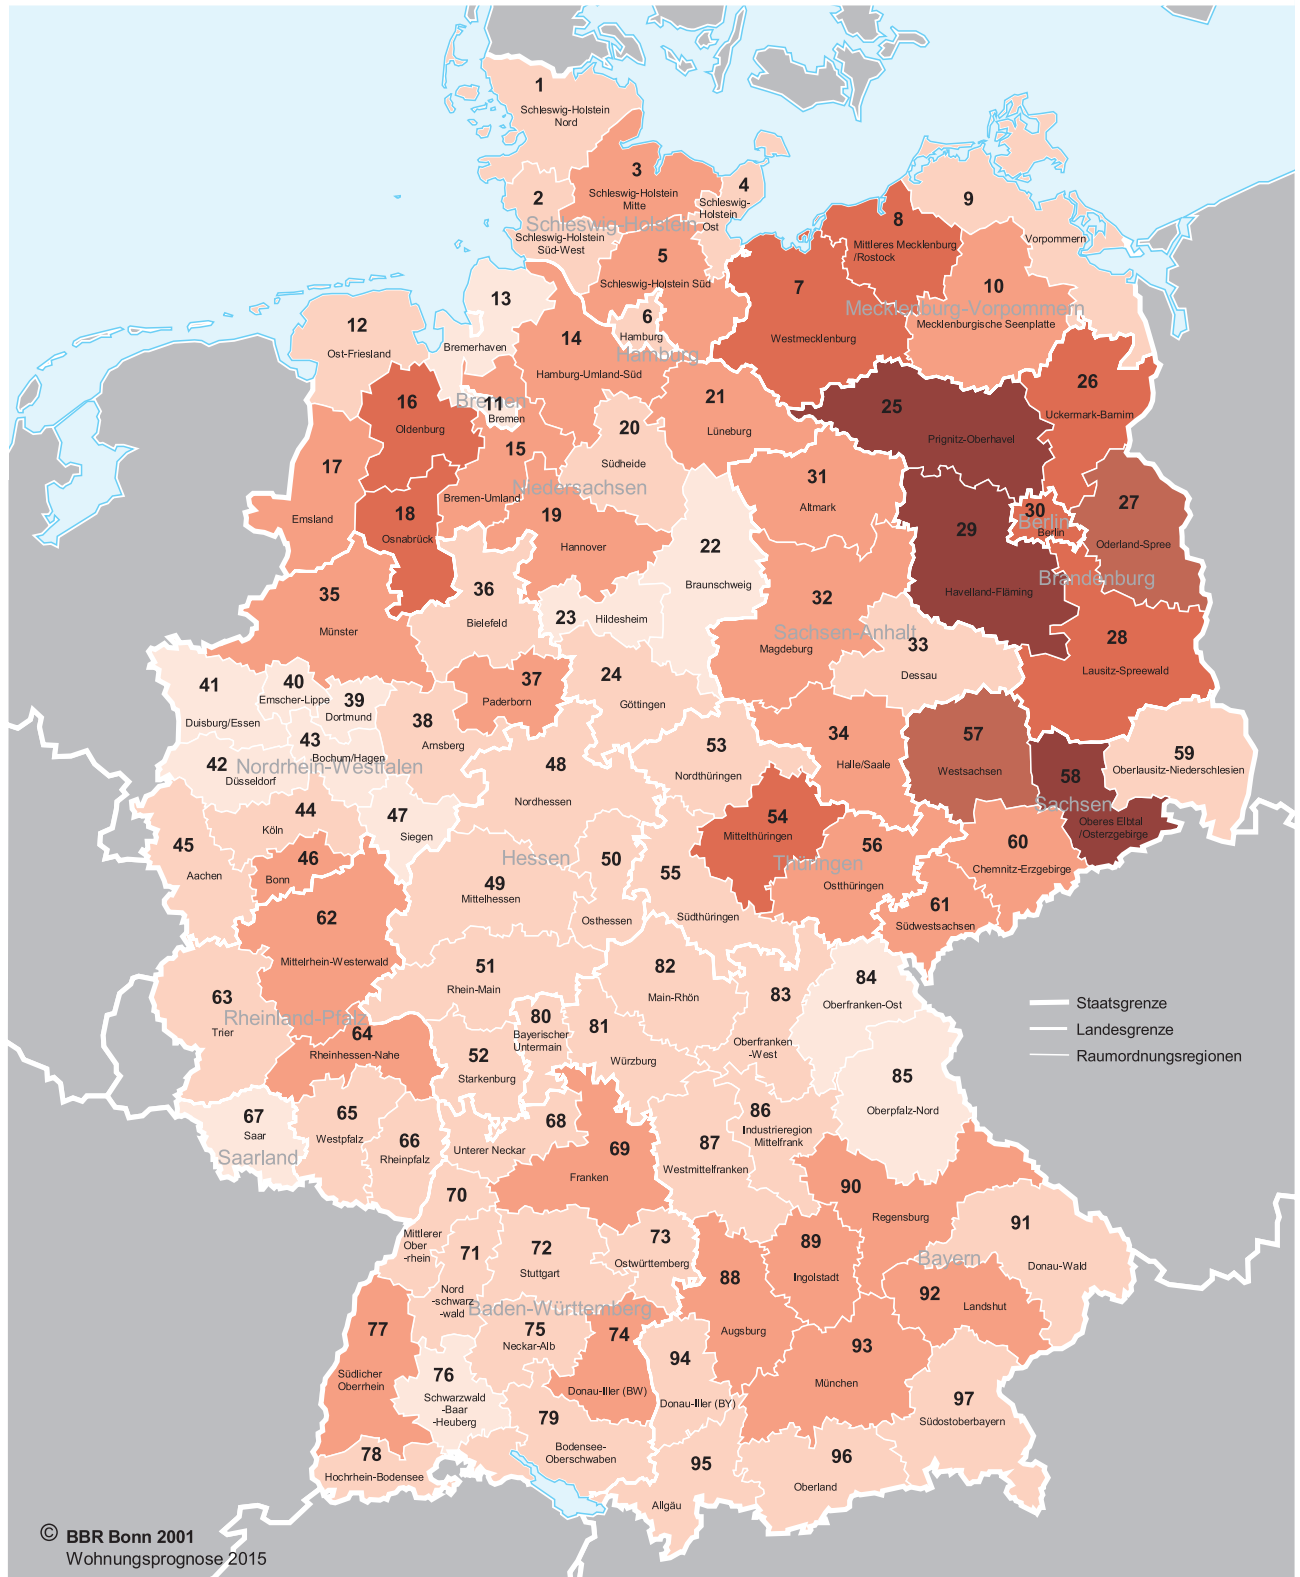 1
Schleswig-Holstein
Nord
3
Schleswig-Holstein
Mitte
2
Schleswig-Holstein
Süd-West
4
Schleswig-
Holstein
Ost
Schleswig-Holstein
5
Schleswig-Holstein Süd
6
Hamburg
Hamburg
7
Westmecklenburg
8
Mittleres Mecklenburg
/Rostock
9
Vorpommern
10
Mecklenburgische Seenplatte
Mecklenburg-Vorpommern
13
Bremerhaven
12
Ost-Friesland
14
Hamburg-Umland-Süd
11
Bremen
Bremen
16
Oldenburg
15
Bremen-Umland
17
Emsland
18
Osnabrück
20
Südheide
21
Lüneburg
Niedersachsen
19
Hannover
22
Braunschweig
23
Hildesheim
24
Göttingen
25
Prignitz-Oberhavel
26
Uckermark-Barnim
27
Oderland-Spree
30
Berlin
Berlin
29
Havelland-Fläming
Brandenburg
28
Lausitz-Spreewald
31
Altmark
32
Magdeburg
Sachsen-Anhalt
33
Dessau
34
Halle/Saale
35
Münster
36
Bielefeld
37
Paderborn
38
Arnsberg
39
Dortmund
40
Emscher-Lippe
41
Duisburg/Essen
42
Düsseldorf
43
Bochum/Hagen
Nordrhein-Westfalen
44
Köln
45
Aachen
46
Bonn
47
Siegen
48
Nordhessen
Hessen
49
Mittelhessen
50
Osthessen
51
Rhein-Main
52
Starkenburg
53
Nordthüringen
54
Mittelthüringen
Thüringen
55
Südthüringen
56
Ostthüringen
57
Westsachsen
58
Sachsen
Oberes Elbtal
/Osterzgebirge
59
Oberlausitz-Niederschlesien
60
Chemnitz-Erzgebirge
61
Südwestsachsen
62
Mittelrhein-Westerwald
63
Trier
Rheinland-Pfalz
64
Rheinhessen-Nahe
65
Westpfalz
66
Rheinpfalz
67
Saar
Saarland
68
Unterer Neckar
69
Franken
70
Mittlerer
Ober
-rhein
71
Nord
-schwarz
-wald
72
Stuttgart
73
Ostwürttemberg
Baden-Württemberg
74
Donau-Iller (BW)
75
Neckar-Alb
76
Schwarzwald
-Baar
-Heuberg
77
Südlicher
Oberrhein
78
Hochrhein-Bodensee
79
Bodensee-
Oberschwaben
80
Bayerischer
Untermain
81
Würzburg
82
Main-Rhön
83
Oberfranken
-West
84
Oberfranken-Ost
85
Oberpfalz-Nord
86
Industrieregion
Mittelfrank
87
Westmittelfranken
88
Augsburg
89
Ingolstadt
90
Regensburg
Bayern
91
Donau-Wald
92
Landshut
93
München
94
Donau-Iller (BY)
95
Allgäu
96
Oberland
97
Südostoberbayern
Staatsgrenze
Landesgrenze
Raumordnungsregionen
© BBR Bonn 2001
Wohnungsprognose 2015